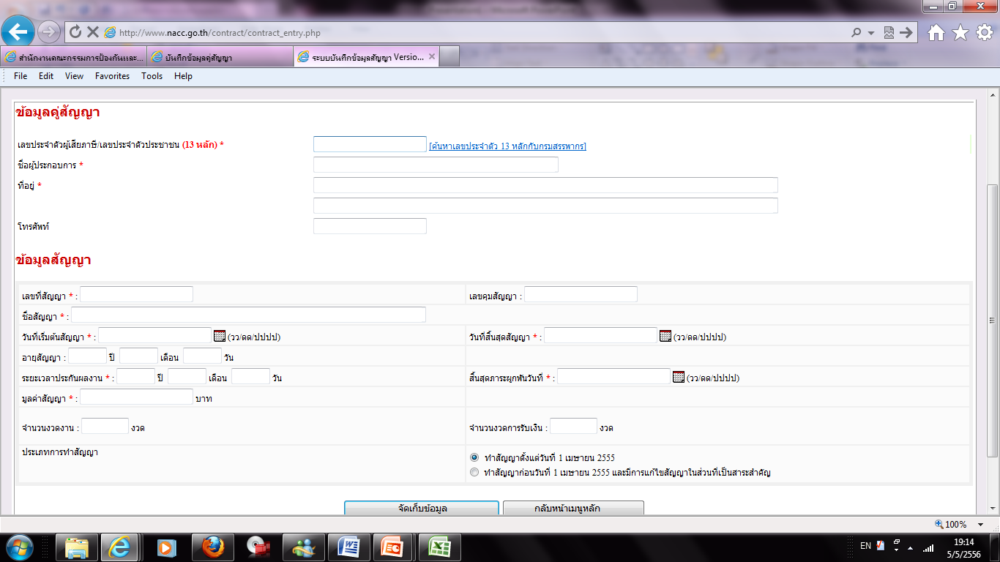 http://www.nacc.go.th/contract/contract_entry.php
สำนักงานคณะกรรมการป้องกันและ... บันทึกข้อมูลคู่สัญญา ระบบบันทึกข้อมูลสัญญา Versio...
File Edit View Favorites Tools Help
ข้อมูลคู่สัญญา
เลขประจำตัวผู้เสียภาษี/เลขประจำตัวประชาชน (13 หลัก) * [ค้นหาเลขประจำตัว 13 หลักกับกรมสรรพากร]
ชื่อผู้ประกอบการ *
ที่อยู่ *
โทรศัพท์
ข้อมูลสัญญา
เลขที่สัญญา * : เลขคุมสัญญา :
ชื่อสัญญา * :
วันที่เริ่มต้นสัญญา * : (วว/ดด/ปปปป) วันที่สิ้นสุดสัญญา * : (วว/ดด/ปปปป)
อายุสัญญา : ปี เดือน วัน
ระยะเวลาประกันผลงาน * : ปี เดือน วัน สิ้นสุดภาระผูกพันวันที่ * : (วว/ดด/ปปปป)
มูลค่าสัญญา * : บาท
จำนวนงวดงาน : งวด จำนวนงวดการรับเงิน : งวด
ประเภทการทำสัญญา ทำสัญญาตั้งแต่วันที่ 1 เมษายน 2555
ทำสัญญาก่อนวันที่ 1 เมษายน 2555 และมีการแก้ไขสัญญาในส่วนที่เป็นสาระสำคัญ
จัดเก็บข้อมูล กลับหน้าเมนูหลัก
100%
EN 19:14
5/5/2556